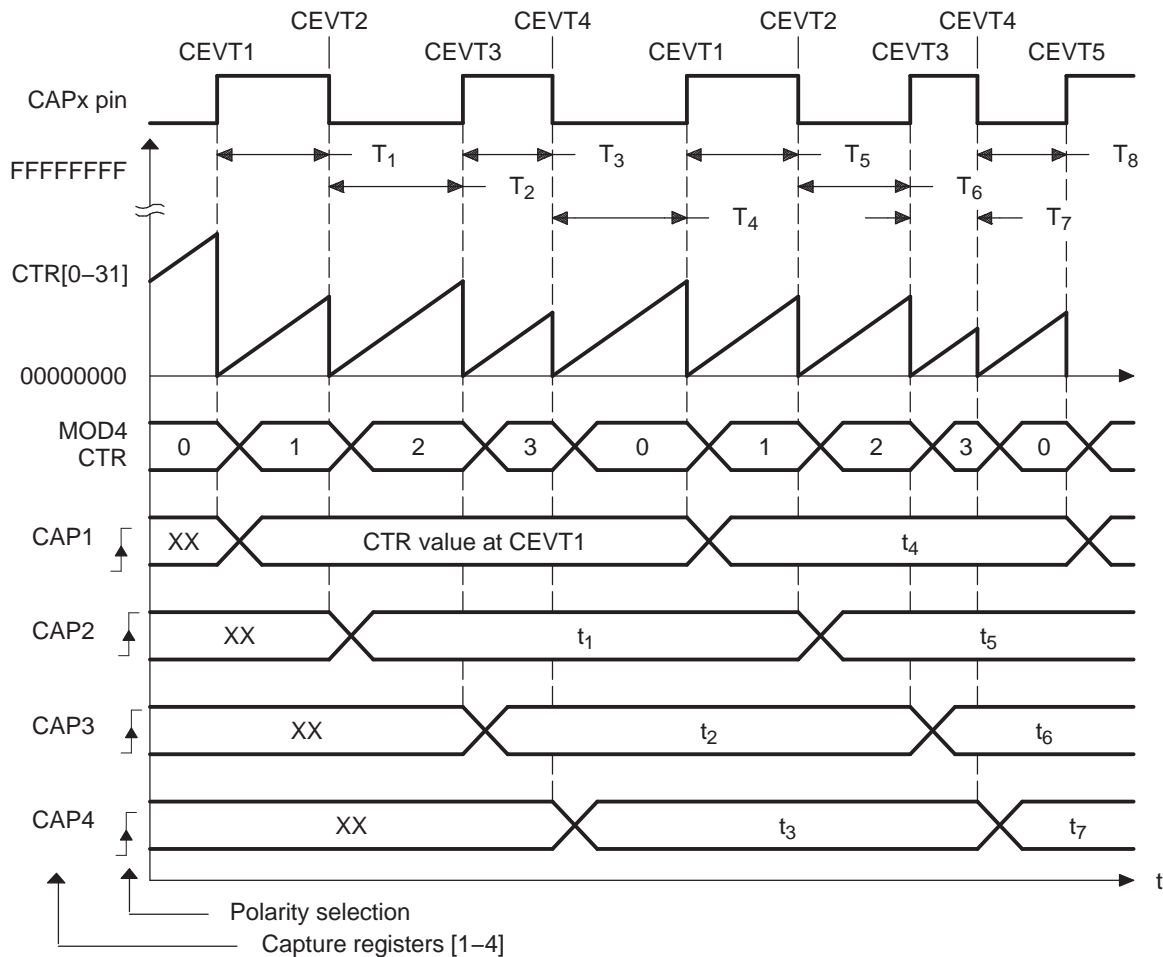 CEVT2 CEVT4 CEVT2 CEVT4
CEVT1 CEVT3 CEVT1 CEVT3 CEVT5
CAPx pin
FFFFFFFF
T1 T3 T5 T8
T2 T6
T4 T7
CTR[0−31]
00000000
MOD4
CTR
0 1 2 3 0 1 2 3 0
CAP1 XX CTR value at CEVT1 t4
CAP2 XX t1 t5
CAP3 XX t2 t6
CAP4 XX t3 t7
t
Polarity selection
Capture registers [1−4]